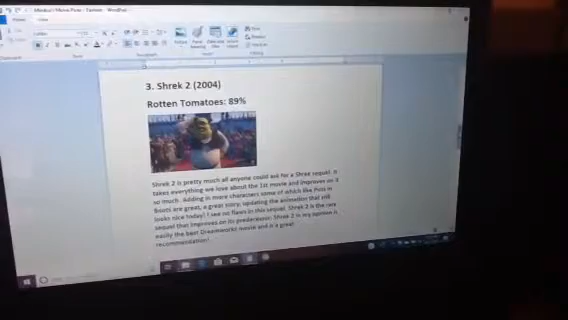 WordPad
3. Shrek 2 (2004)
Rotten Tomatoes: 89%
Shrek 2 is pretty much all anyone could ask for a Shrek sequel. It
takes everything we love about the 1st movie and improves on it
so much. Adding in more characters some of which like Puss in
Boots are great, a great story, updating the animation that still
looks nice today! I see no flaws in this sequel. Shrek 2 is the rare
sequel that improves on its predecessor. Shrek 2 in my opinion is
easily the best Dreamworks movie and is a great
recommendation!